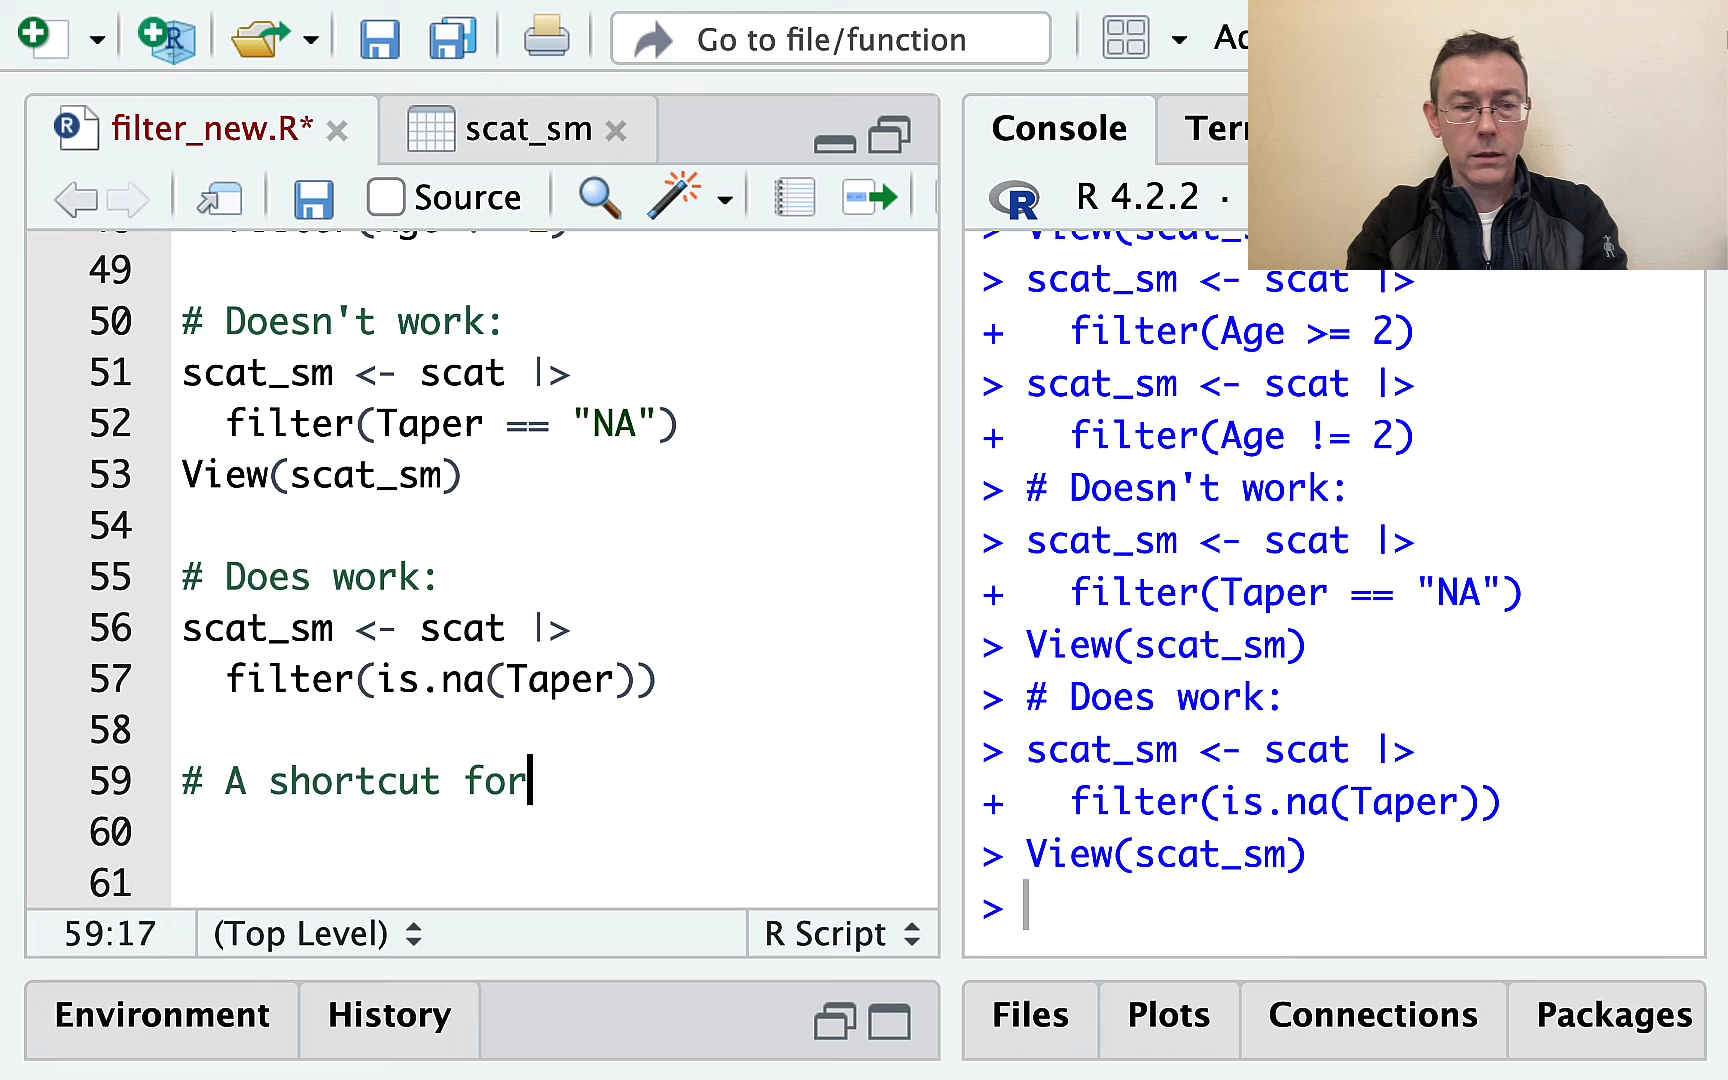 Go to file/function
Ad
filter_new.R*
scat_sm
Source
49
50 # Doesn't work:
51 scat_sm <- scat |>
52 filter(Taper == "NA")
53 View(scat_sm)
54
55 # Does work:
56 scat_sm <- scat |>
57 filter(is.na(Taper))
58
59 # A shortcut for
60
61
59:17 (Top Level) R Script
Environment History
Console Ter
R 4.2.2 ·
> scat_sm <- scat |>
+ filter(Age >= 2)
> scat_sm <- scat |>
+ filter(Age != 2)
> # Doesn't work:
> scat_sm <- scat |>
+ filter(Taper == "NA")
> View(scat_sm)
> # Does work:
> scat_sm <- scat |>
+ filter(is.na(Taper))
> View(scat_sm)
>
Files Plots Connections Packages